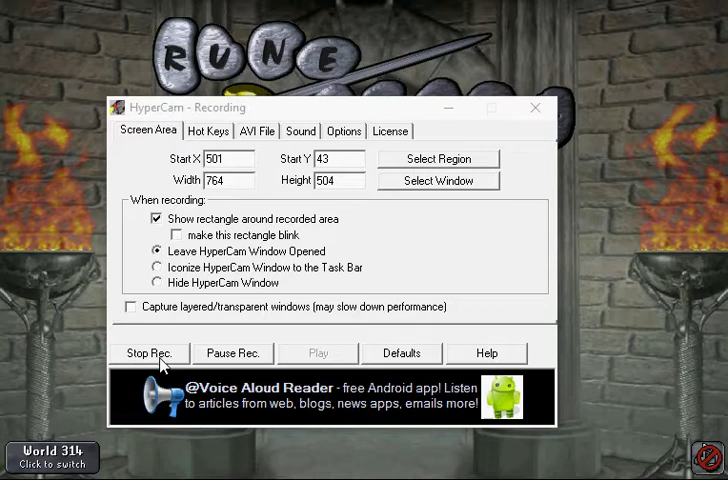 RUNE
HyperCam - Recording
Screen Area Hot Keys AVI File Sound Options License
Start X 501 Start Y 43 Select Region
Width 764 Height 504 Select Window
When recording:
Show rectangle around recorded area
make this rectangle blink
Leave HyperCam Window Opened
Iconize HyperCam Window to the Task Bar
Hide HyperCam Window
Capture layered/transparent windows (may slow down performance)
Stop Rec. Pause Rec. Play Defaults Help
@Voice Aloud Reader - free Android app! Listen
to articles from web, blogs, news apps, emails more!
World 314
Click to switch